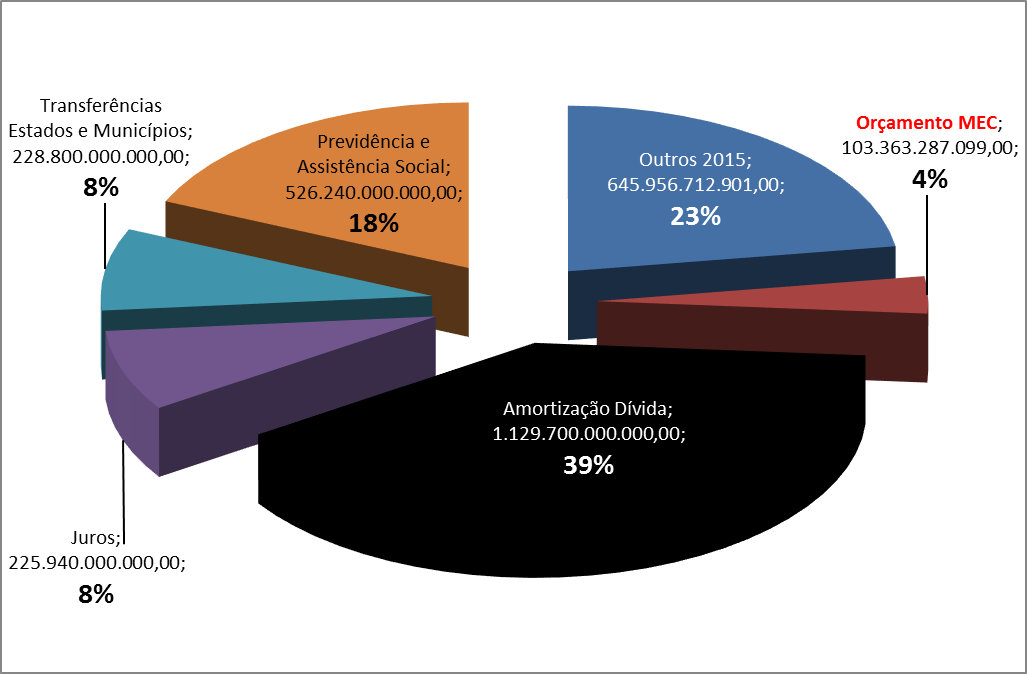 Transferências
Estados e Municípios;
228.800.000.000,00;
8%
Previdência e
Assistência Social;
526.240.000.000,00;
18%
Outros 2015;
645.956.712.901,00;
23%
Orçamento MEC;
103.363.287.099,00;
4%
Amortização Dívida;
1.129.700.000.000,00;
39%
Juros;
225.940.000.000,00;
8%